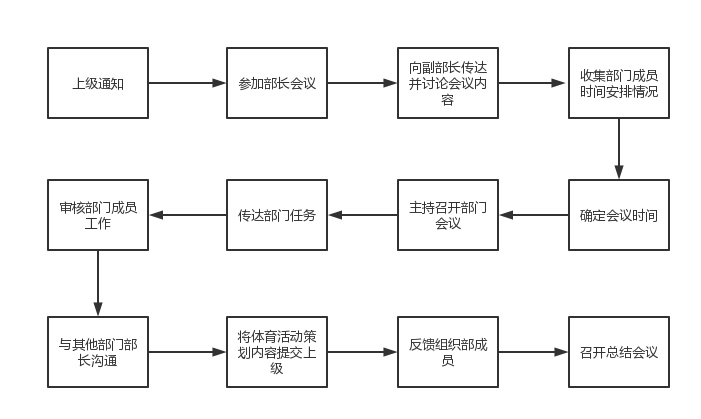 上级通知
参加部长会议
向副部长传达
并讨论会议内
容
收集部门成员
时间安排情况
确定会议时间
主持召开部门
会议
传达部门任务
审核部门成员
工作
与其他部门部
长沟通
将体育活动策
划内容提交上
级
反馈组织部成
员
召开总结会议